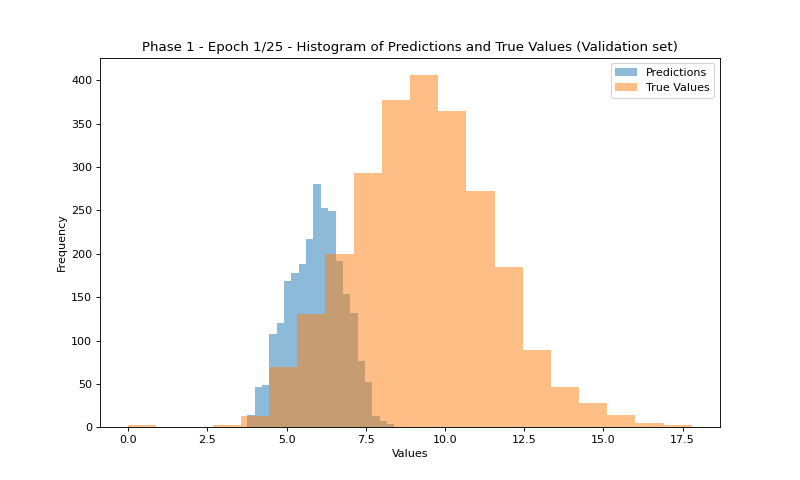 Phase 1 - Epoch 1/25 - Histogram of Predictions and True Values (Validation set)
Predictions
True Values
400
350
300
250
200
150
100
50
0
Frequency
0.0 2.5 5.0 7.5 10.0 12.5 15.0 17.5
Values